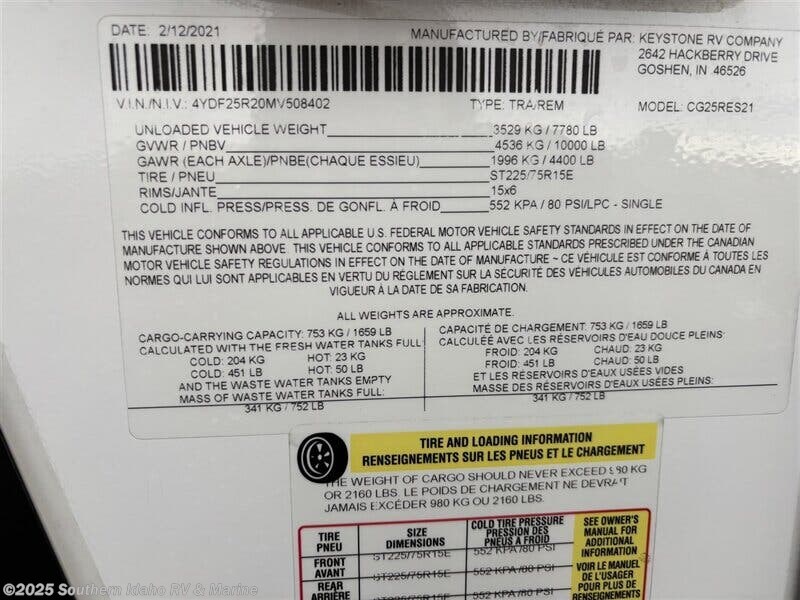 DATE: 2/12/2021
MANUFACTURED BY/FABRIQUÉ PAR: KEYSTONE RV COMPANY
2642 HACKBERRY DRIVE
GOSHEN, IN 46526
V.I.N./N.I.V.: 4YDF25R20MV508402 TYPE: TRA/REM MODEL: CG25RES21
UNLOADED VEHICLE WEIGHT 3529 KG / 7780 LB
GVWR / PNBV 4536 KG / 10000 LB
GAWR (EACH AXLE)/PNBE(CHAQUE ESSIEU) 1996 KG / 4400 LB
TIRE / PNEU ST225/75R15E
RIMS/JANTE 15x6
COLD INFL. PRESS/PRESS. DE GONFL. À FROID 552 KPA / 80 PSI/LPC - SINGLE
THIS VEHICLE CONFORMS TO ALL APPLICABLE U.S. FEDERAL MOTOR VEHICLE SAFETY STANDARDS IN EFFECT ON THE DATE OF
MANUFACTURE SHOWN ABOVE. THIS VEHICLE CONFORMS TO ALL APPLICABLE STANDARDS PRESCRIBED UNDER THE CANADIAN
MOTOR VEHICLE SAFETY REGULATIONS IN EFFECT ON THE DATE OF MANUFACTURE ~ CE VÉHICULE EST CONFORME À TOUTES LES
NORMES QUI LUI SONT APPLICABLES EN VERTU DU RÈGLEMENT SUR LA SÉCURITÉ DES VÉHICULES AUTOMOBILES DU CANADA EN
VIGUEUR À LA DATE DE SA FABRICATION.
ALL WEIGHTS ARE APPROXIMATE.
CARGO-CARRYING CAPACITY: 753 KG / 1659 LB
CALCULATED WITH THE FRESH WATER TANKS FULL:
COLD: 204 KG HOT: 23 KG
COLD: 451 LB HOT: 50 LB
AND THE WASTE WATER TANKS EMPTY
MASS OF WASTE WATER TANKS FULL:
341 KG / 752 LB
CAPACITÉ DE CHARGEMENT: 753 KG / 1659 LB
CALCULÉE AVEC LES RÉSERVOIRS D'EAU DOUCE PLEINS:
FROID: 204 KG CHAUD: 23 KG
FROID: 451 LB CHAUD: 50 LB
ET LES RÉSERVOIRS D'EAUX USÉES VIDES
MASSE DES RÉSERVOIRS D'EAUX USÉES PLEINS:
341 KG / 752 LB
TIRE AND LOADING INFORMATION
RENSEIGNEMENTS SUR LES PNEUS ET LE CHARGEMENT
THE WEIGHT OF CARGO SHOULD NEVER EXCEED 980 KG
OR 2160 LBS. LE POIDS DE CHARGEMENT NE DEVRAIT
JAMAIS EXCÉDER 980 KG OU 2160 LBS.
TIRE
PNEU
SIZE
DIMENSIONS
COLD TIRE PRESSURE
PRESSION DES
PNEUS À FROID
SEE OWNER'S
MANUAL FOR
ADDITIONAL
INFORMATION
VOIR LE MANUEL
DE L'USAGER
POUR PLUS DE
RENSEIGNEMENTS
FRONT
AVANT
ST225/75R15E
552 KPA/80 PSI
REAR
ARRIÈRE
ST225/75R15E
552 KPA/80 PSI
ST225/75R15E
552 KPA/80 PSI
©2025 Southern Idaho RV & Marine